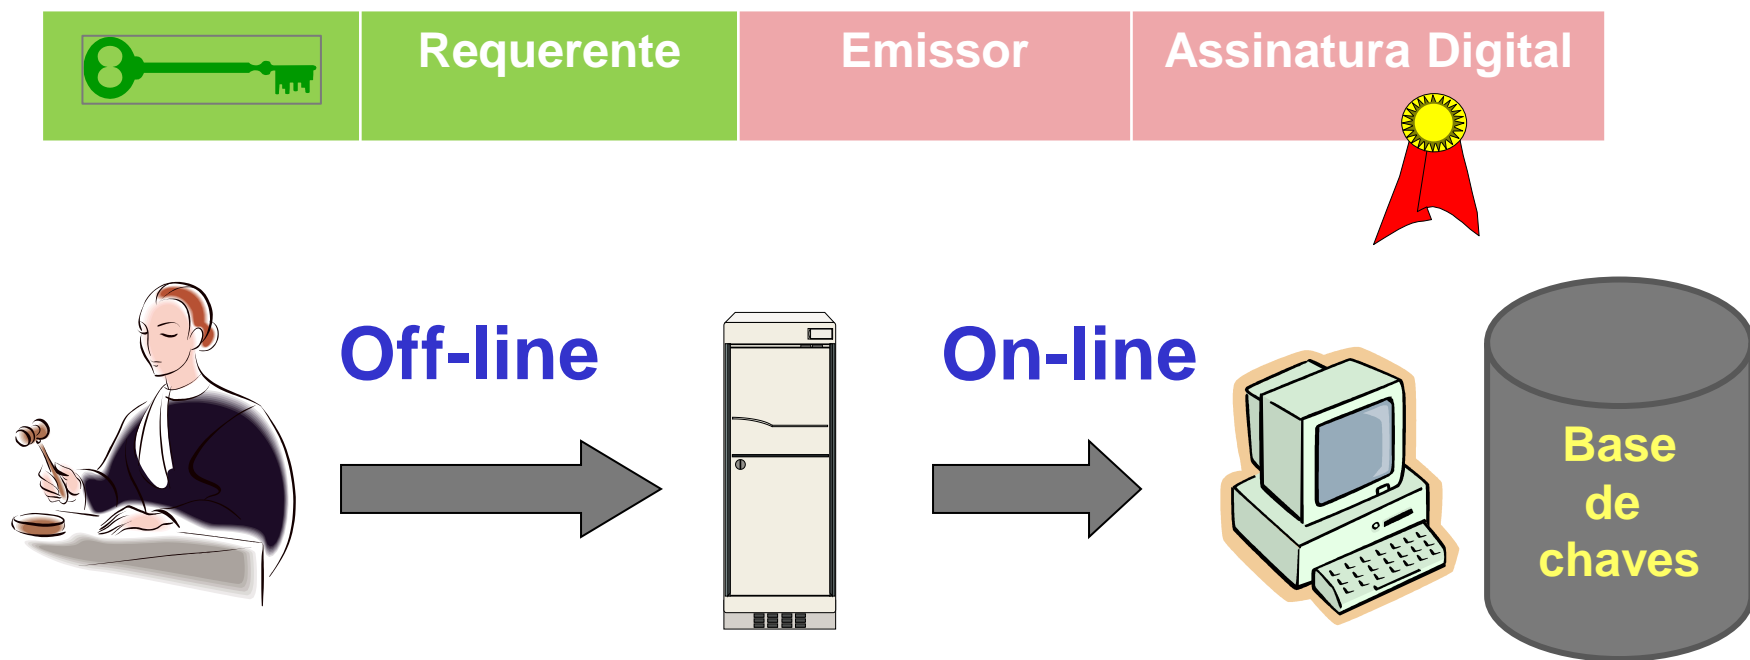 Requerente
Emissor
Assinatura Digital
Off-line
On-line
Base
de
chaves